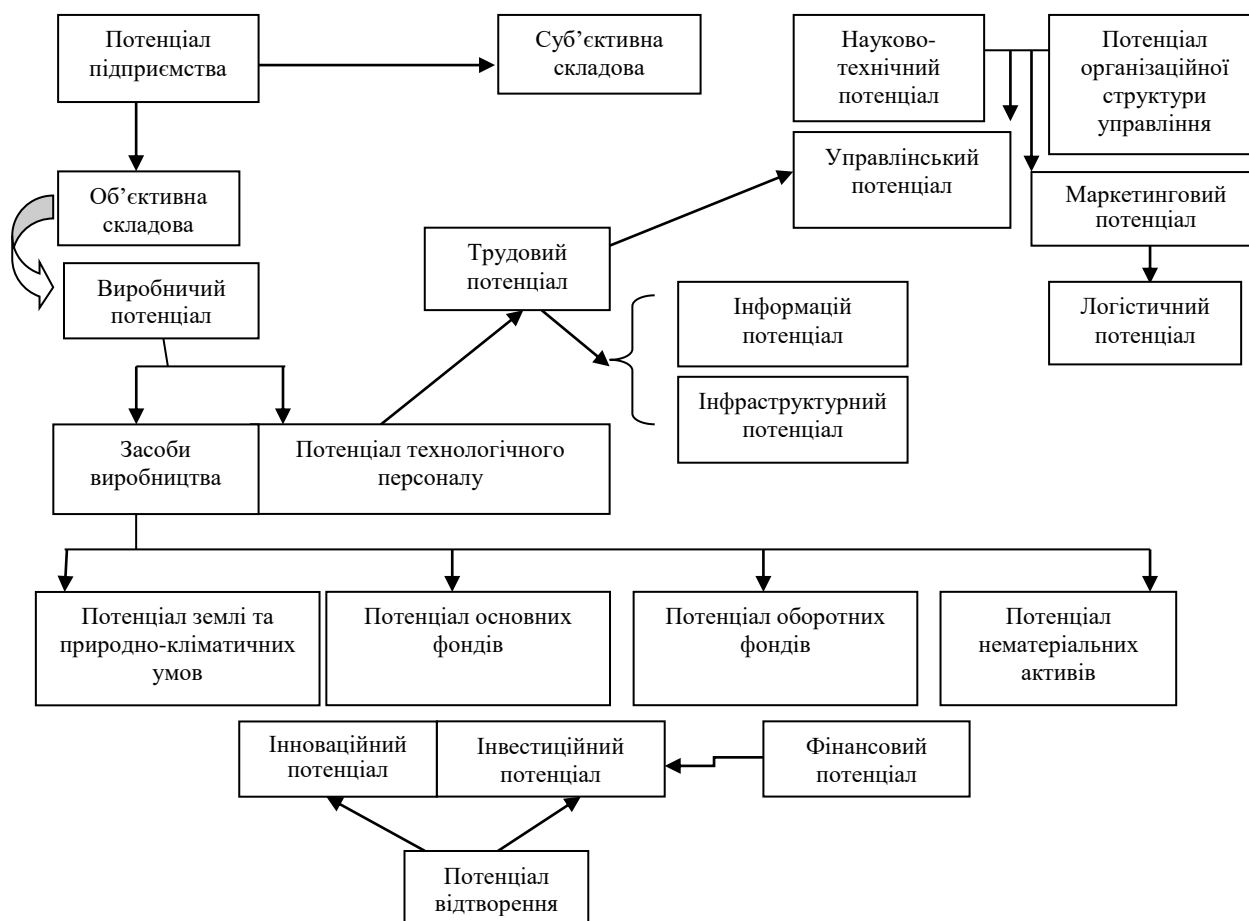 Потенціал
підприємства
Суб’єктивна
складова
Науково-
технічний
потенціал
Потенціал
організаційної
структури
управління
Управлінський
потенціал
Об’єктивна
складова
Маркетинговий
потенціал
Трудовий
потенціал
Виробничий
потенціал
Інформацій
потенціал
Логістичний
потенціал
Інфраструктурний
потенціал
Засоби
виробництва
Потенціал технологічного
персоналу
Потенціал землі та
природно-кліматичних
умов
Потенціал основних
фондів
Потенціал оборотних
фондів
Потенціал
нематеріальних
активів
Інноваційний
потенціал
Інвестиційний
потенціал
Фінансовий
потенціал
Потенціал
відтворення